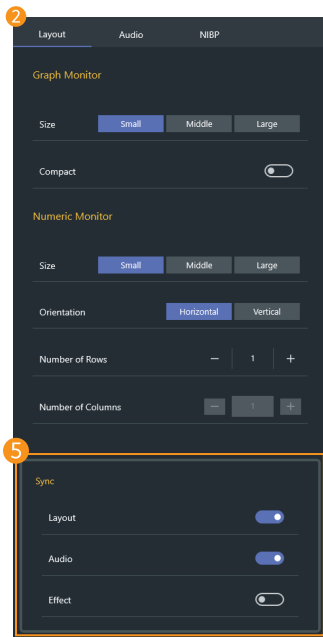 2
Layout Audio NIBP
Graph Monitor
Size Small Middle Large
Compact
Numeric Monitor
Size Small Middle Large
Orientation Horizontal Vertical
Number of Rows − 1 +
Number of Columns − 1 +
5
Sync
Layout
Audio
Effect